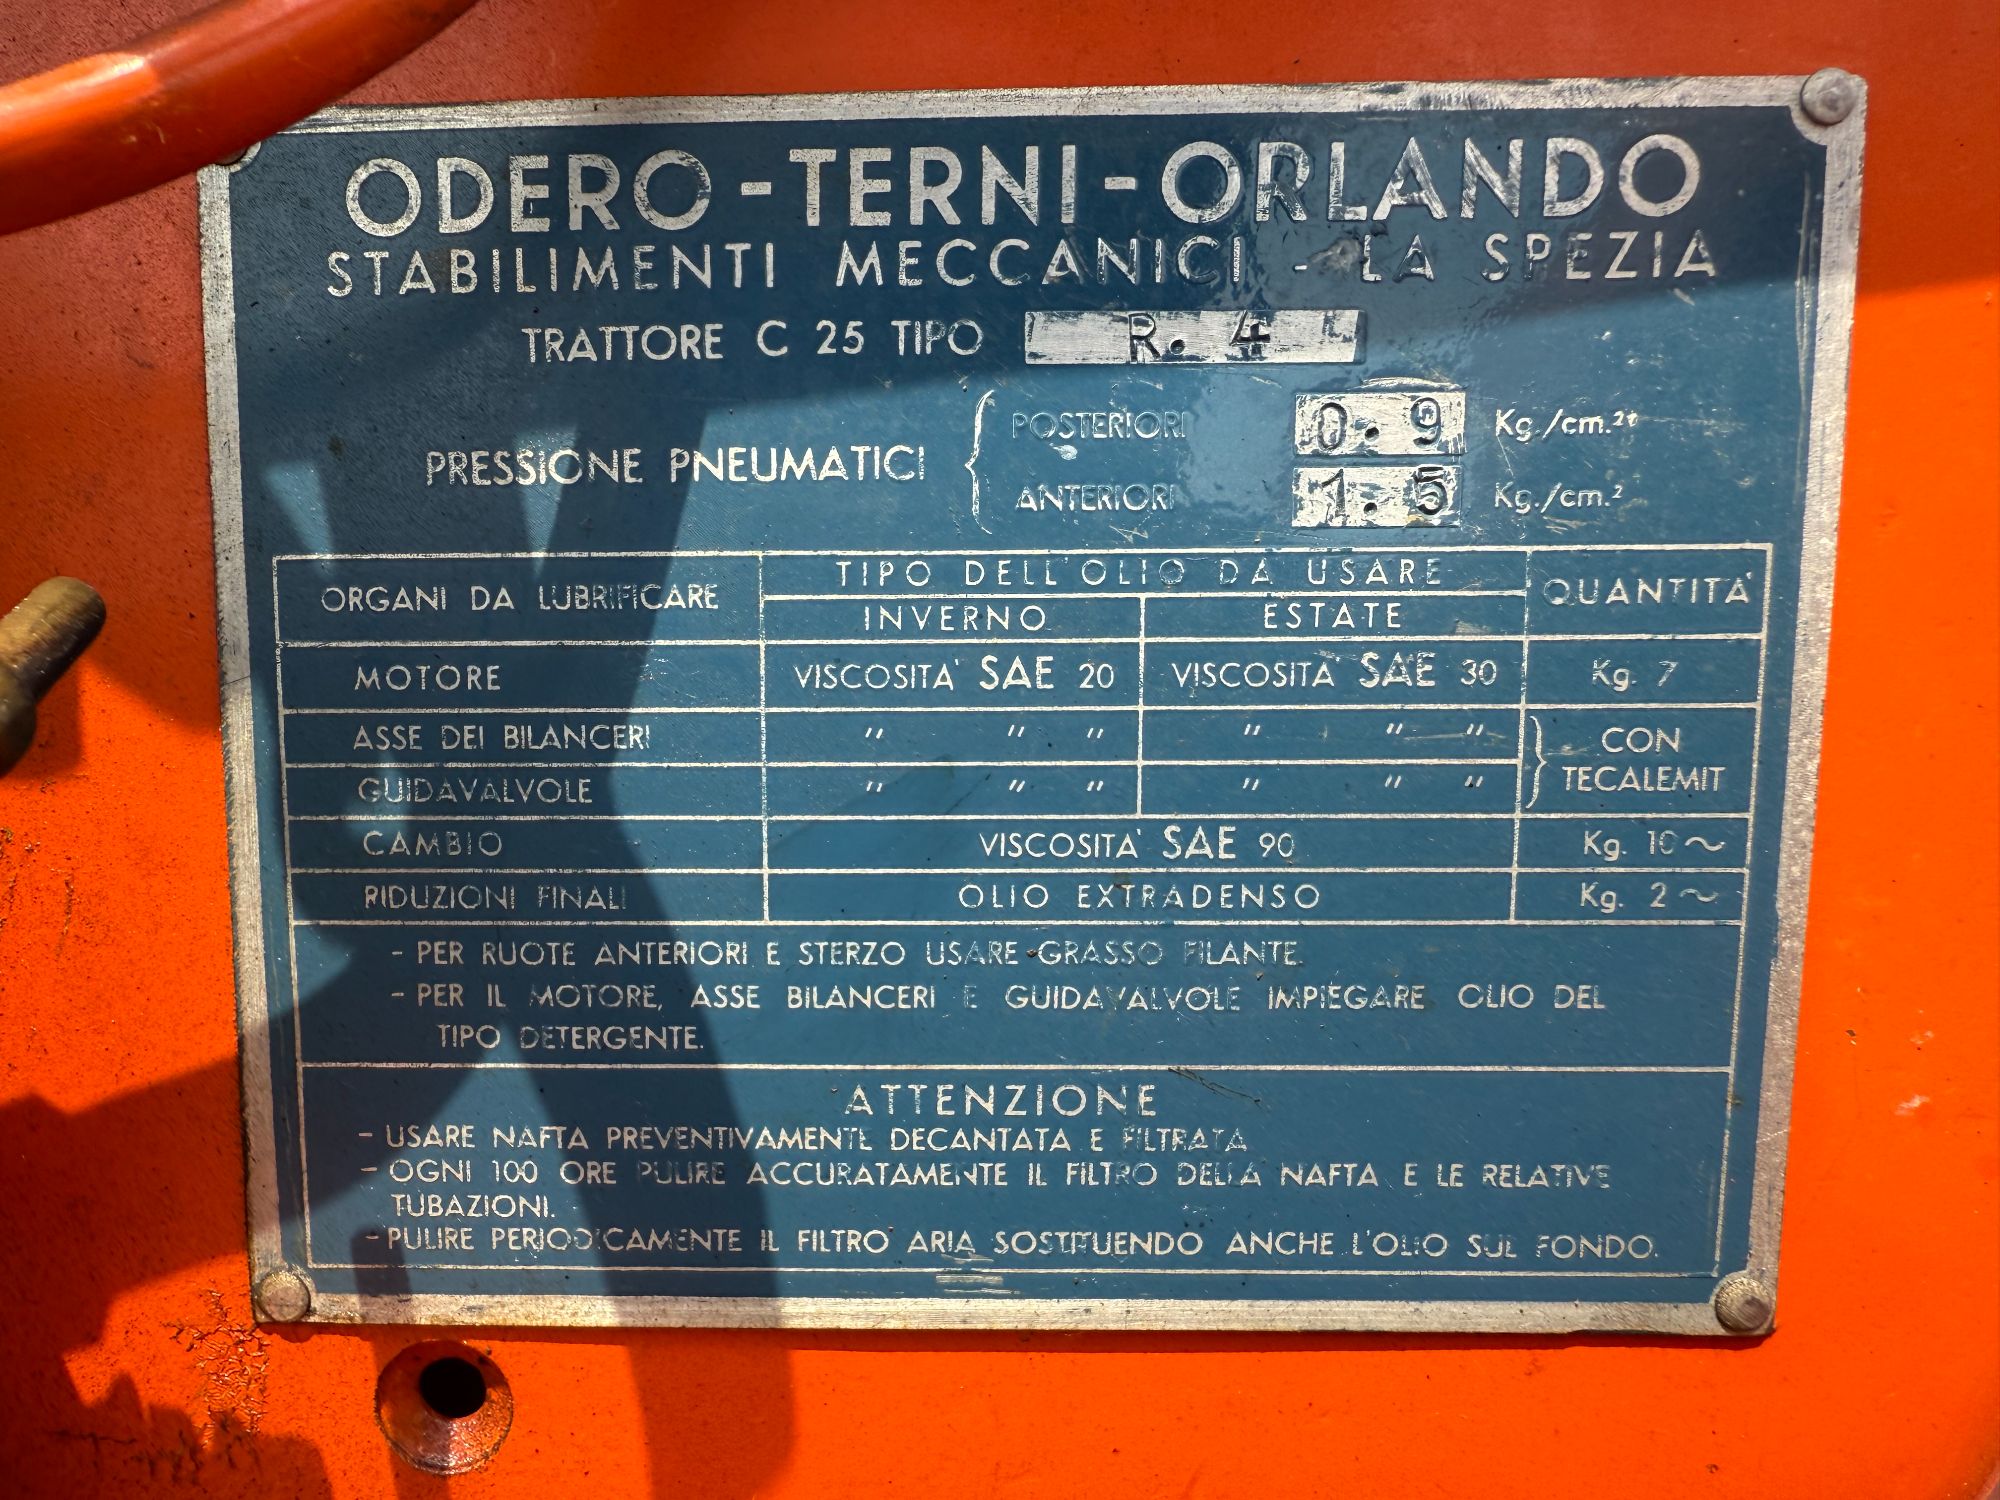 ODERO-TERNI-ORLANDO
STABILIMENTI MECCANICI - LA SPEZIA
TRATTORE C 25 TIPO R. 4
PRESSIONE PNEUMATICI { POSTERIORI 0.9 Kg./cm.²
ANTERIORI 1.5 Kg./cm.²
ORGANI DA LUBRIFICARE TIPO DELL'OLIO DA USARE QUANTITA'
INVERNO ESTATE
MOTORE VISCOSITA' SAE 20 VISCOSITA' SAE 30 Kg. 7
ASSE DEI BILANCERI " " " " " " } CON
GUIDAVALVOLE " " " " " " TECALEMIT
CAMBIO VISCOSITA' SAE 90 Kg. 10 ~
RIDUZIONI FINALI OLIO EXTRADENSO Kg. 2 ~
- PER RUOTE ANTERIORI E STERZO USARE GRASSO FILANTE.
- PER IL MOTORE, ASSE BILANCERI E GUIDAVALVOLE IMPIEGARE OLIO DEL
TIPO DETERGENTE.
ATTENZIONE
- USARE NAFTA PREVENTIVAMENTE DECANTATA E FILTRATA
- OGNI 100 ORE PULIRE ACCURATAMENTE IL FILTRO DELLA NAFTA E LE RELATIVE
TUBAZIONI.
- PULIRE PERIODICAMENTE IL FILTRO ARIA SOSTITUENDO ANCHE L'OLIO SUL FONDO.